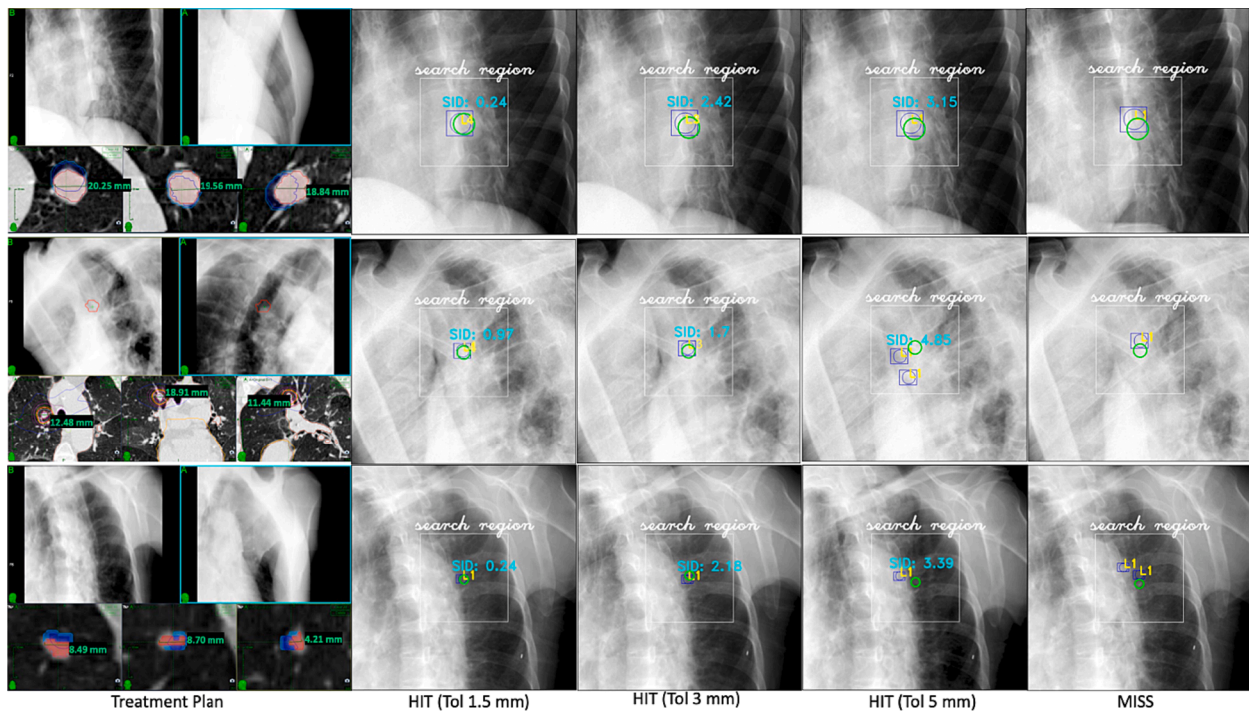 B
A
search region
SID: 0.24
search region
SID: 2.42
search region
SID: 3.15
search region
20.25 mm
19.56 mm
18.84 mm
B
A
search region
SID: 0.97
search region
SID: 1.7
search region
SID: 4.85
search region
12.48 mm
18.91 mm
11.44 mm
B
A
search region
SID: 0.24
L1
search region
SID: 2.18
L1
search region
SID: 3.39
L1
search region
L1
L1
8.49 mm
8.70 mm
4.21 mm
Treatment Plan
HIT (Tol 1.5 mm)
HIT (Tol 3 mm)
HIT (Tol 5 mm)
MISS